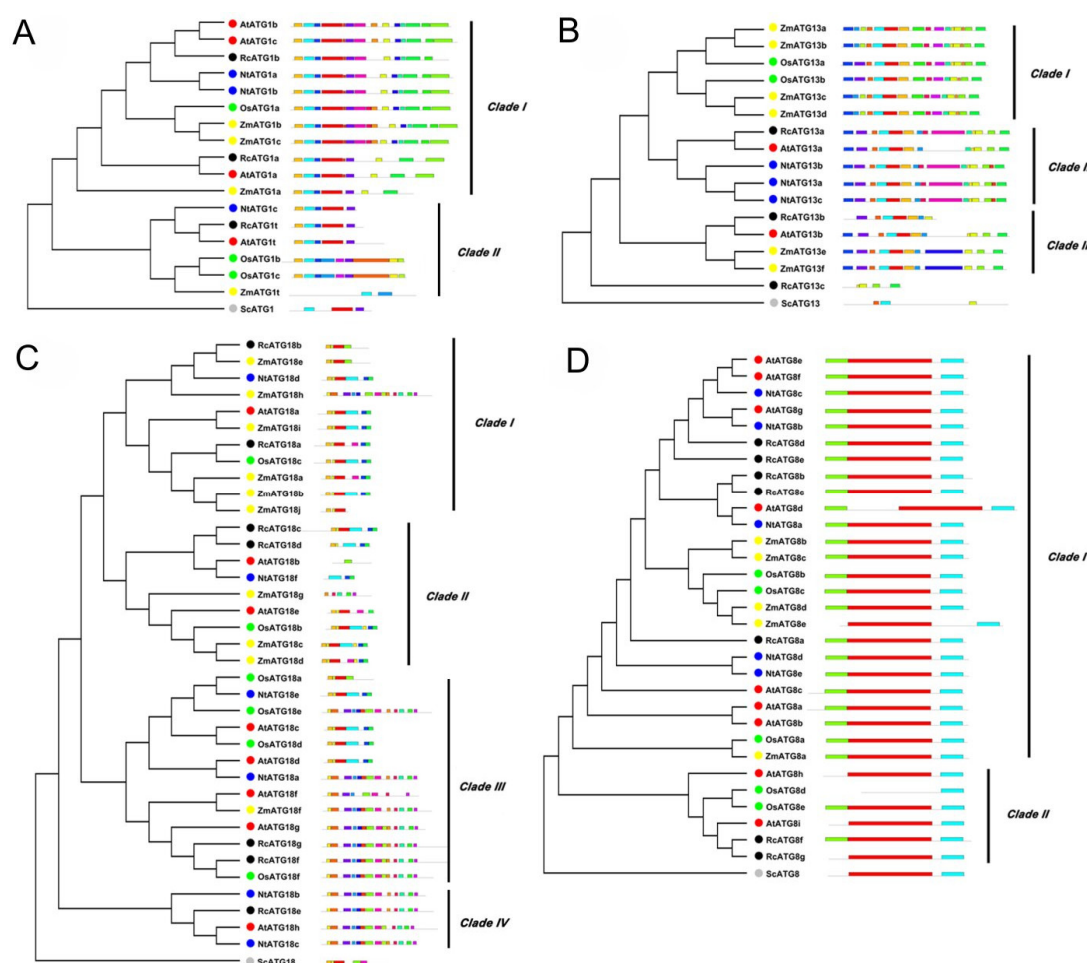 A
AtATG1b
AtATG1c
RcATG1b
NtATG1a
NtATG1b
OsATG1a
ZmATG1b
ZmATG1c
RcATG1a
AtATG1a
ZmATG1a
NtATG1c
RcATG1t
AtATG1t
OsATG1b
OsATG1c
ZmATG1t
ScATG1
Clade I
Clade II
B
ZmATG13a
ZmATG13b
OsATG13a
OsATG13b
ZmATG13c
ZmATG13d
RcATG13a
AtATG13a
NtATG13b
NtATG13a
NtATG13c
RcATG13b
AtATG13b
ZmATG13e
ZmATG13f
RcATG13c
ScATG13
Clade I
Clade I
Clade II
C
RcATG18b
ZmATG18e
NtATG18d
ZmATG18h
AtATG18a
ZmATG18i
RcATG18a
OsATG18c
ZmATG18a
ZmATG18b
ZmATG18j
RcATG18c
RcATG18d
AtATG18b
NtATG18f
ZmATG18g
AtATG18e
OsATG18b
ZmATG18c
ZmATG18d
OsATG18a
NtATG18e
OsATG18e
AtATG18c
OsATG18d
AtATG18d
NtATG18a
AtATG18f
ZmATG18f
AtATG18g
RcATG18g
RcATG18f
OsATG18f
NtATG18b
RcATG18e
AtATG18h
NtATG18c
ScATG18
Clade I
Clade II
Clade III
Clade IV
D
AtATG8e
AtATG8f
NtATG8c
AtATG8g
NtATG8b
RcATG8d
RcATG8e
RcATG8b
RcATG8c
AtATG8d
NtATG8a
ZmATG8b
ZmATG8c
OsATG8b
OsATG8c
ZmATG8d
ZmATG8e
RcATG8a
NtATG8d
NtATG8e
AtATG8c
AtATG8a
AtATG8b
OsATG8a
ZmATG8a
AtATG8h
OsATG8d
OsATG8e
AtATG8i
RcATG8f
RcATG8g
ScATG8
Clade I
Clade II